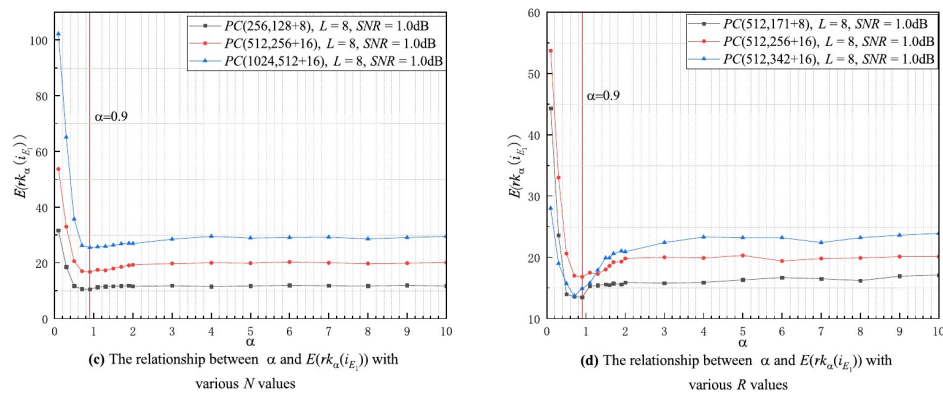 PC(256,128+8), L = 8, SNR = 1.0dB
PC(512,256+16), L = 8, SNR = 1.0dB
PC(1024,512+16), L = 8, SNR = 1.0dB
α=0.9
E(rkα(iE1))
100
80
60
40
20
0
0 1 2 3 4 5 6 7 8 9 10
α
(c) The relationship between α and E(rkα(iE1)) with
various N values
PC(512,171+8), L = 8, SNR = 1.0dB
PC(512,256+16), L = 8, SNR = 1.0dB
PC(512,342+16), L = 8, SNR = 1.0dB
α=0.9
E(rkα(iE1))
60
50
40
30
20
10
0 1 2 3 4 5 6 7 8 9 10
α
(d) The relationship between α and E(rkα(iE1)) with
various R values